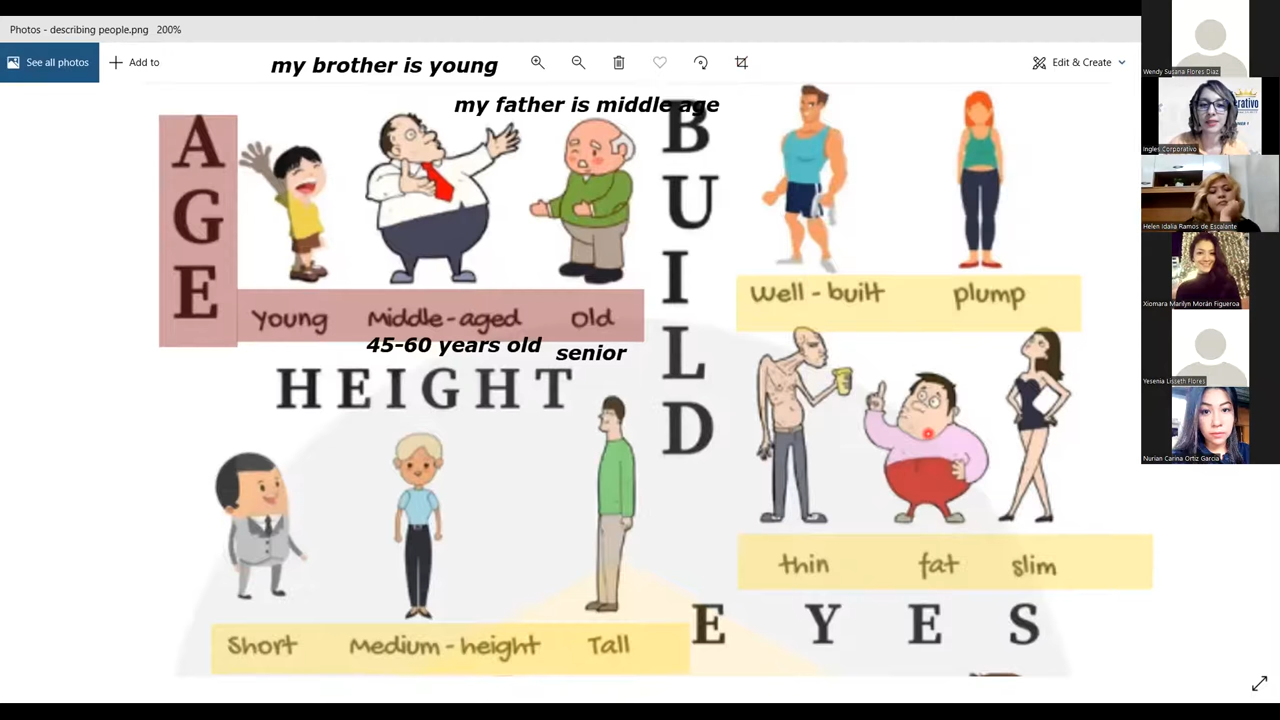 Photos - describing people.png 200%
See all photos
Add to
Edit & Create
my brother is young
my father is middle age
AGE
Young Middle-aged Old
45-60 years old senior
HEIGHT
Short Medium-height Tall
BUILD
Well-built plump
thin fat slim
EYES
Wendy Susana Flores Diaz
Ingles Corporativo
Helen Idalia Ramos de Escalante
Xiomara Marilyn Morán Figueroa
Yesenia Lisseth Flores
Nurian Carina Ortiz Garcia